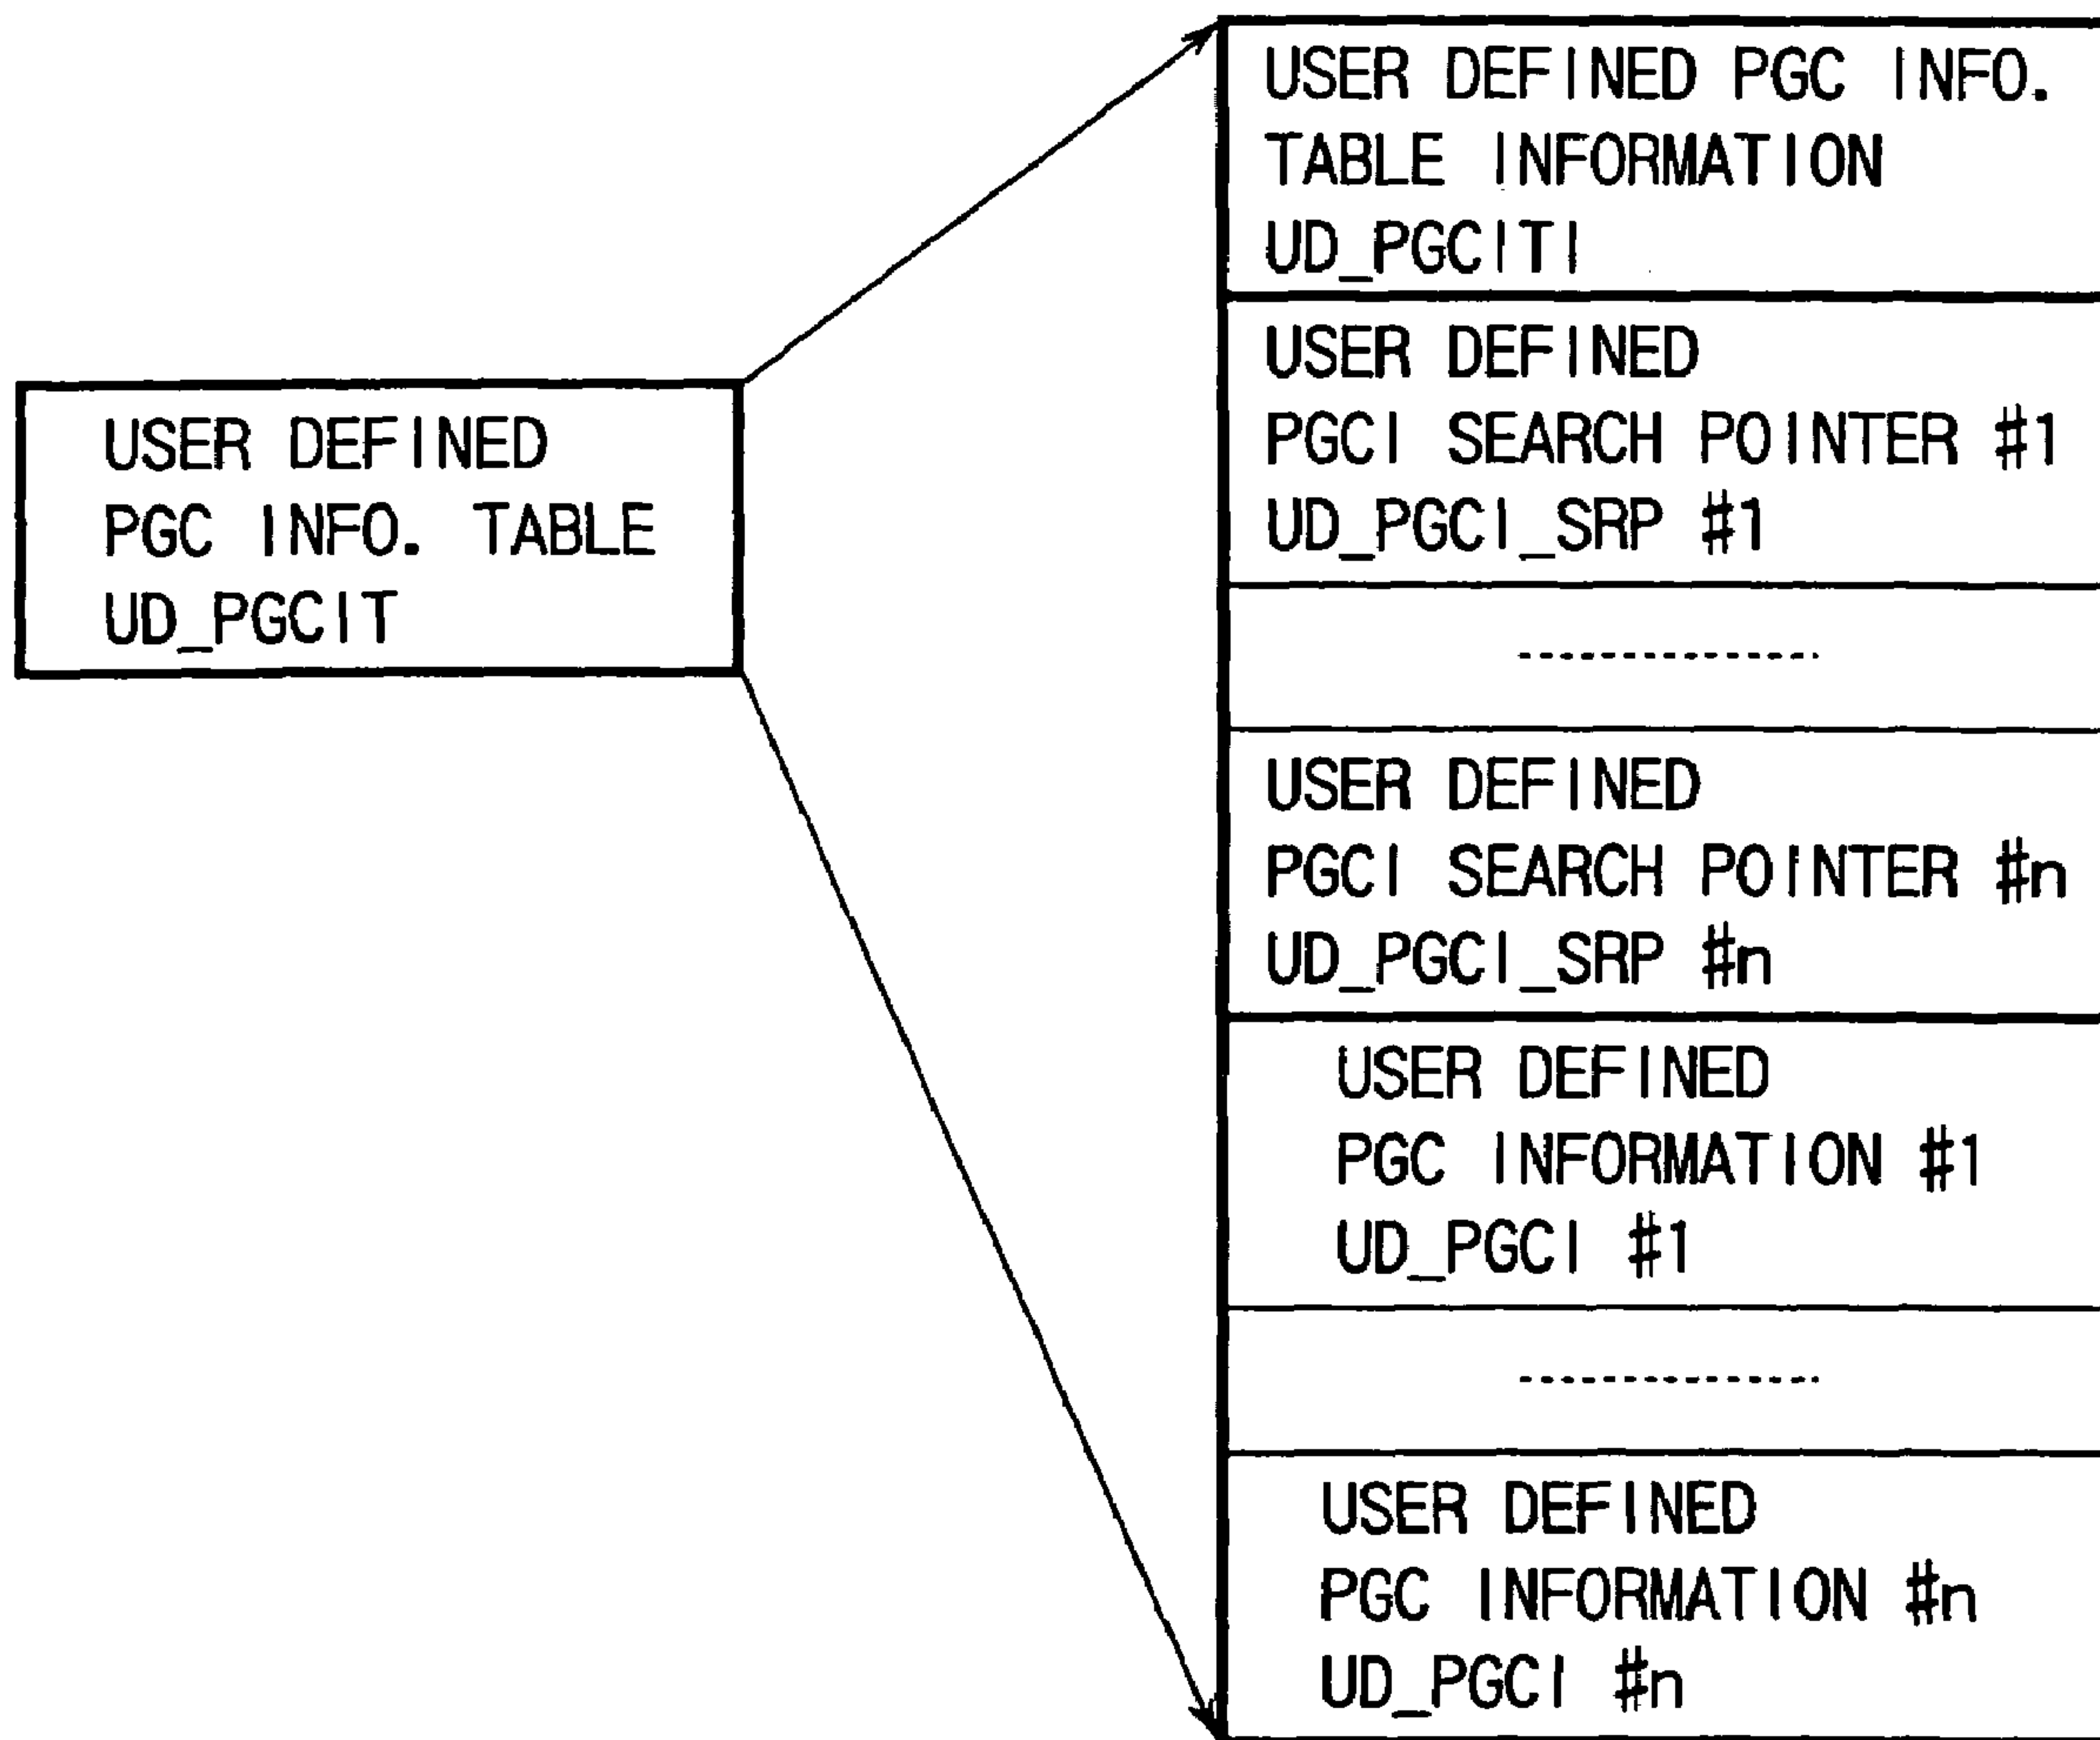 USER DEFINED
PGC INFO. TABLE
UD_PGCIT
USER DEFINED PGC INFO.
TABLE INFORMATION
UD_PGCITI
USER DEFINED
PGCI SEARCH POINTER #1
UD_PGCI_SRP #1
USER DEFINED
PGCI SEARCH POINTER #n
UD_PGCI_SRP #n
USER DEFINED
PGC INFORMATION #1
UD_PGCI #1
USER DEFINED
PGC INFORMATION #n
UD_PGCI #n